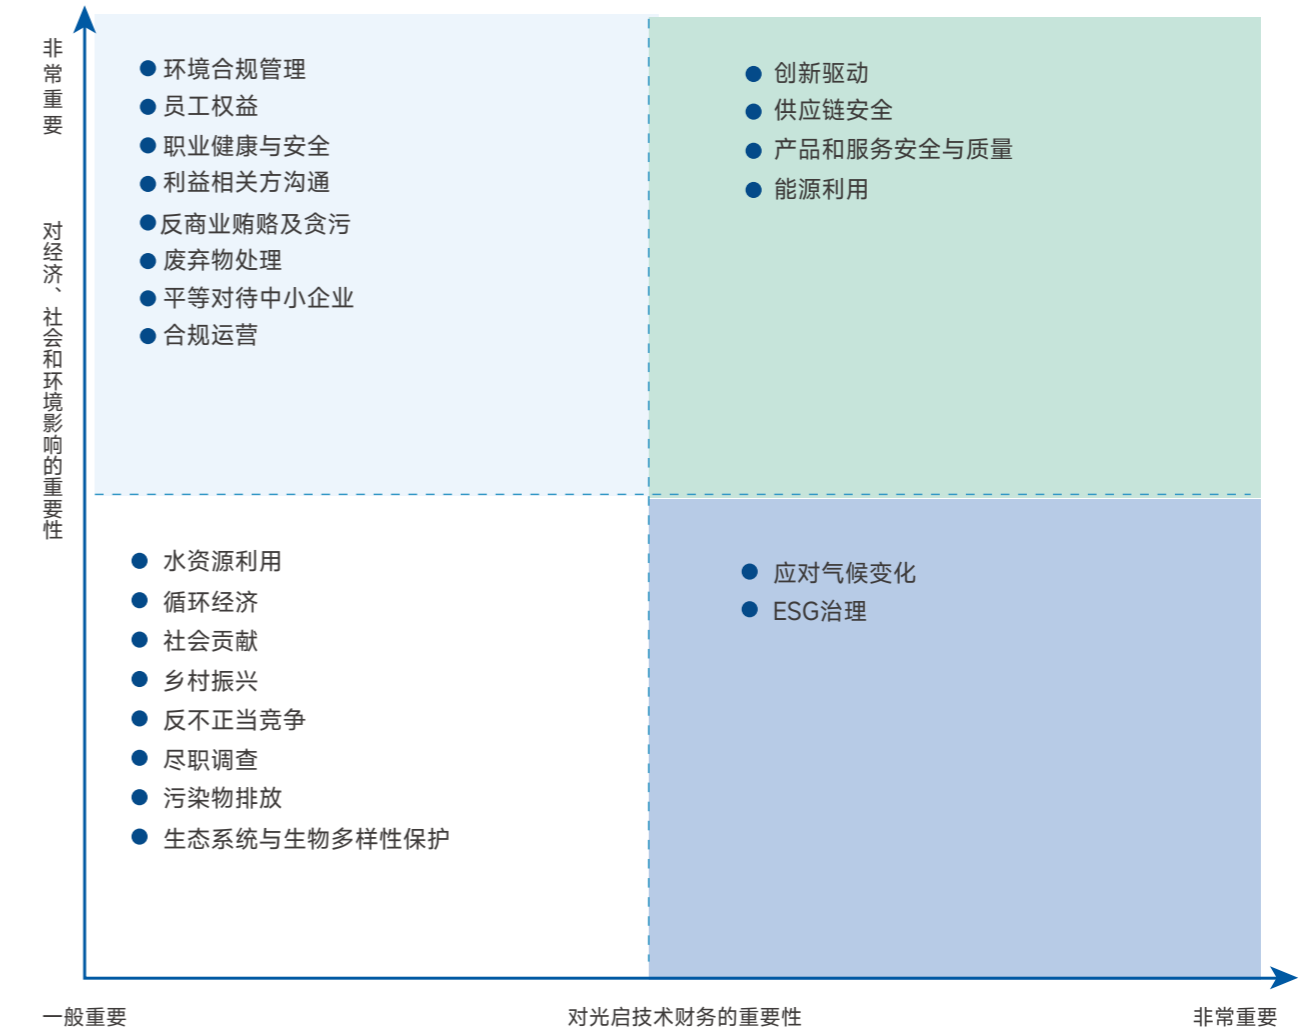 非常重要
对经济、社会和环境影响的重要性
环境合规管理
员工权益
职业健康与安全
利益相关方沟通
反商业贿赂及贪污
废弃物处理
平等对待中小企业
合规运营
创新驱动
供应链安全
产品和服务安全与质量
能源利用
水资源利用
循环经济
社会贡献
乡村振兴
反不正当竞争
尽职调查
污染物排放
生态系统与生物多样性保护
应对气候变化
ESG治理
一般重要
对光启技术财务的重要性
非常重要